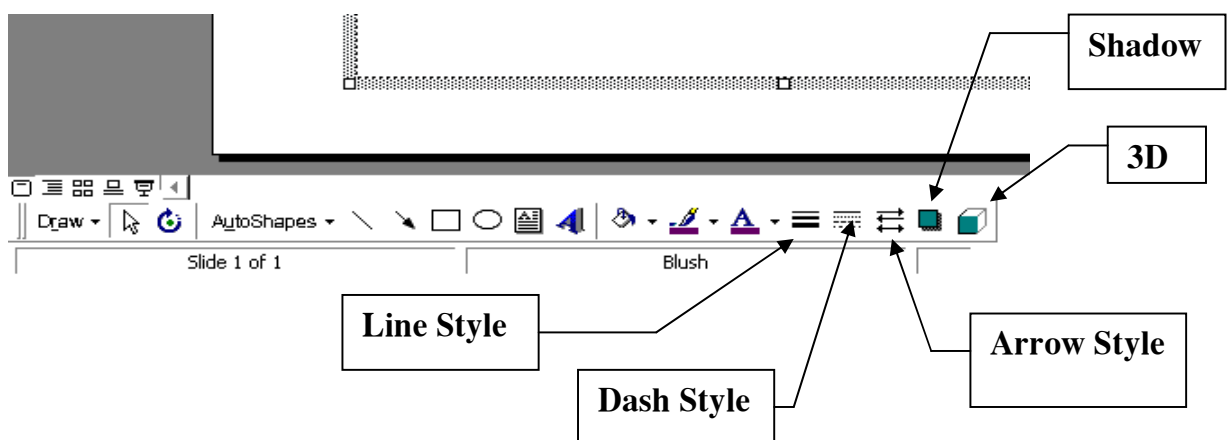 Shadow
3D
Draw
AutoShapes
A
A
Slide 1 of 1
Blush
Line Style
Arrow Style
Dash Style